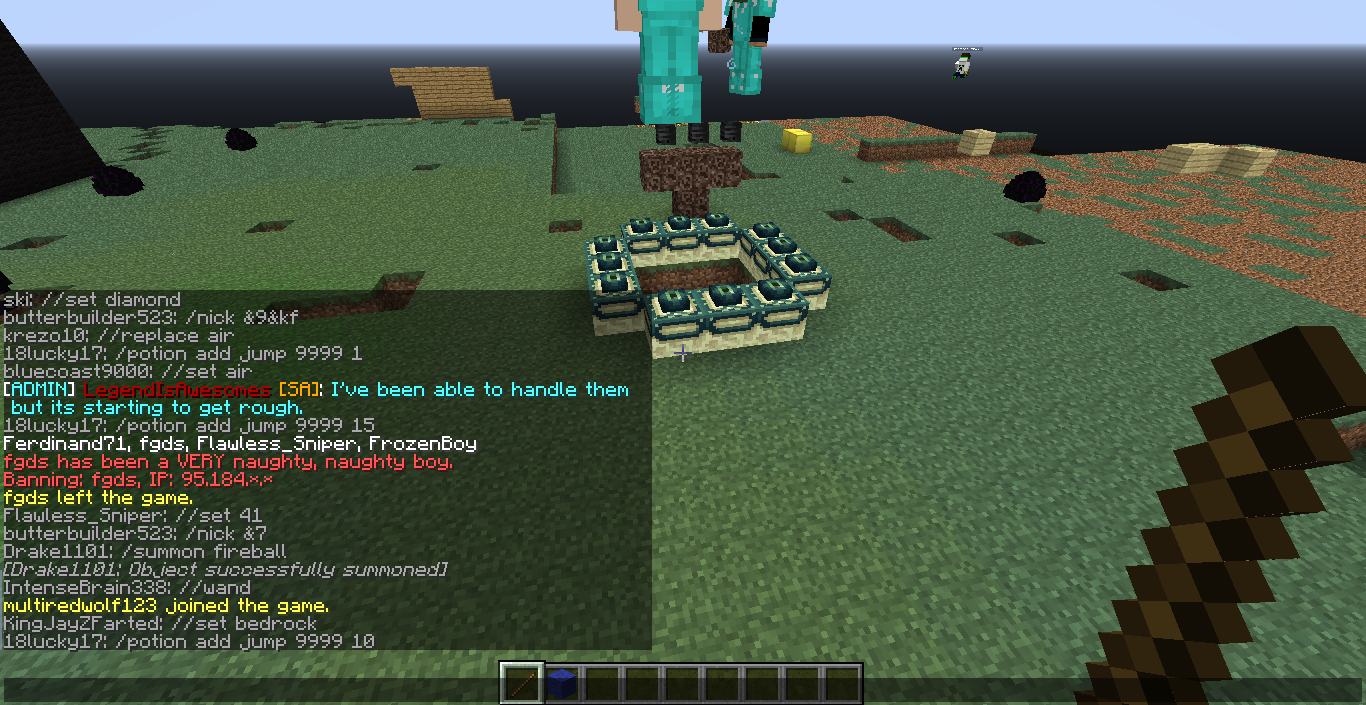 ski: //set diamond
butterbuilder523: /nick &9&kf
krezo10: //replace air
18lucky17: /potion add jump 9999 1
bluecoast9000: //set air
[ADMIN] LegendIsAwesomes [SA]: I've been able to handle them
but its starting to get rough.
18lucky17: /potion add jump 9999 15
Ferdinand71, fgds, Flawless_Sniper, FrozenBoy
fgds has been a VERY naughty, naughty boy.
Banning: fgds, IP: 95.184.*.*
fgds left the game.
Flawless_Sniper: //set 41
butterbuilder523: /nick &7
Drake1101: /summon fireball
[Drake1101: Object successfully summoned]
IntenseBrain338: //wand
multiredwolf123 joined the game.
KingJayZFarted: //set bedrock
18lucky17: /potion add jump 9999 10